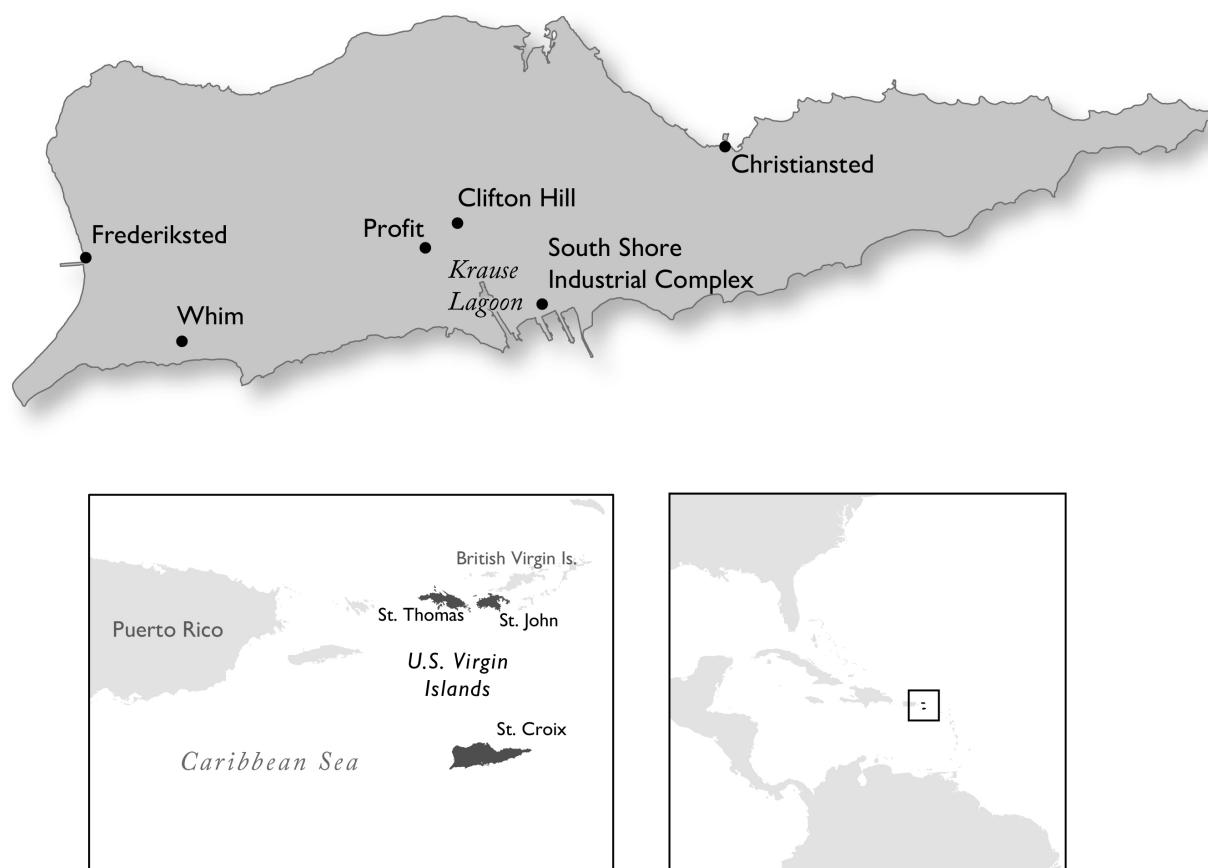 Christiansted
Clifton Hill
Profit
Frederiksted
South Shore
Industrial Complex
Krause
Lagoon
Whim
British Virgin Is.
St. Thomas
St. John
Puerto Rico
U.S. Virgin
Islands
St. Croix
Caribbean Sea